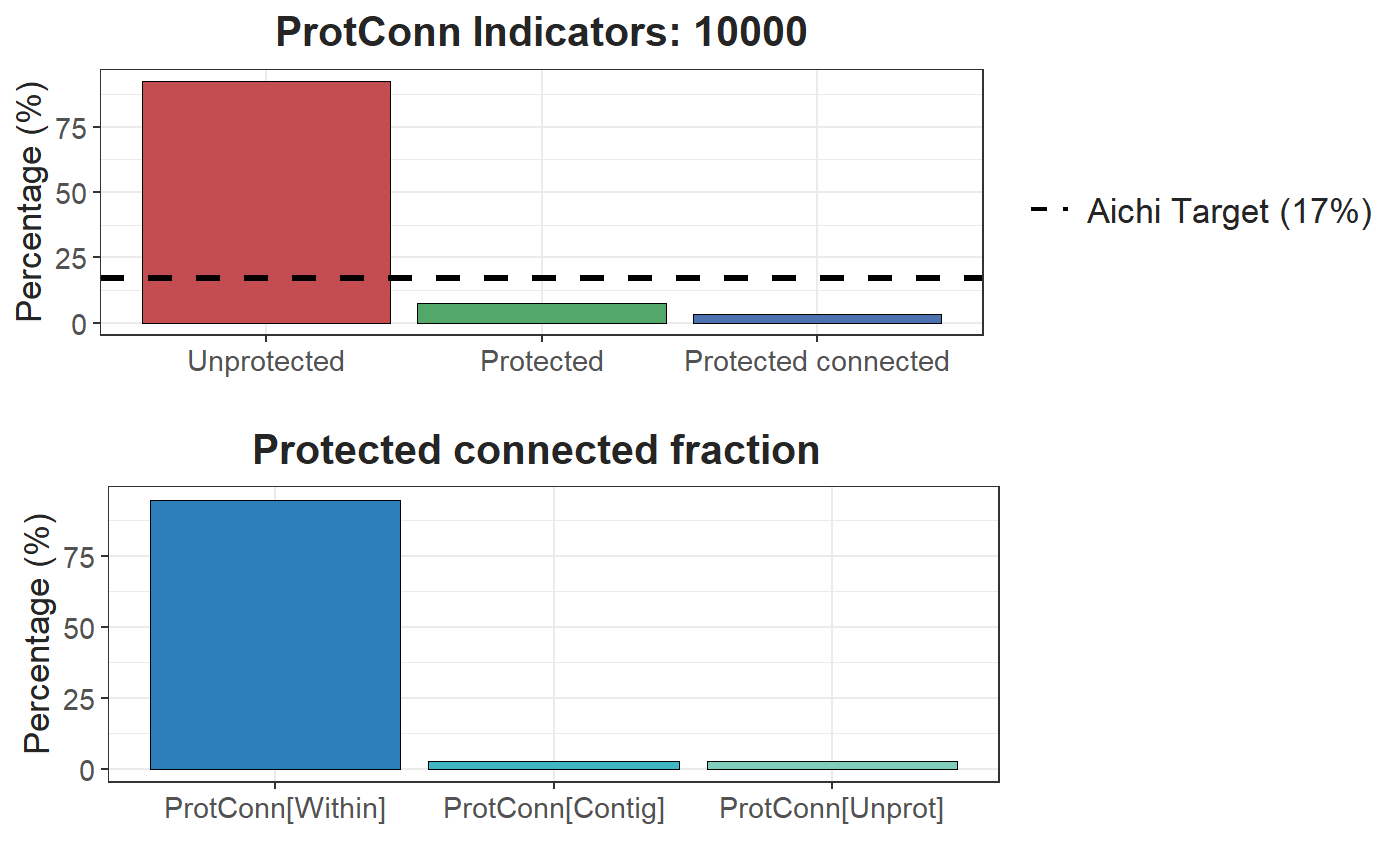 ProtConn Indicators: 10000
Percentage (%)
75
50
25
0
Unprotected Protected Protected connected
Aichi Target (17%)
Protected connected fraction
Percentage (%)
75
50
25
0
ProtConn[Within] ProtConn[Contig] ProtConn[Unprot]